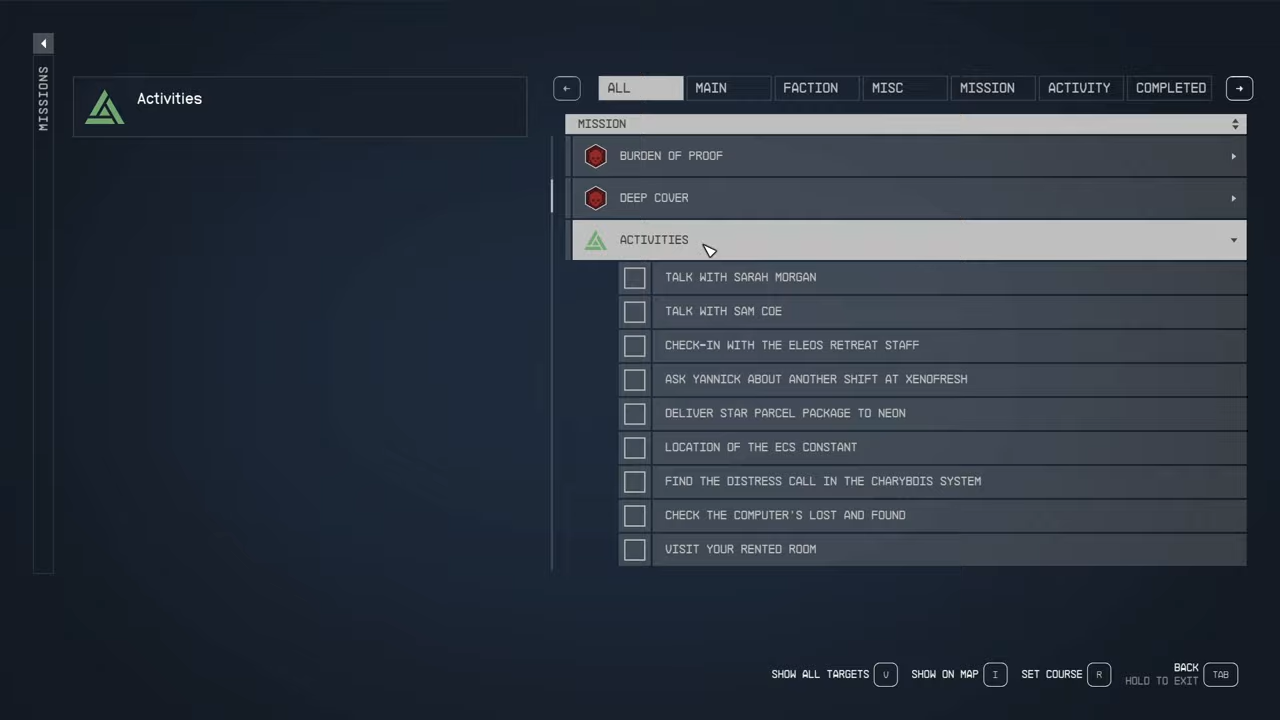 MISSIONS
Activities
ALL MAIN FACTION MISC MISSION ACTIVITY COMPLETED
MISSION
BURDEN OF PROOF
DEEP COVER
ACTIVITIES
TALK WITH SARAH MORGAN
TALK WITH SAM COE
CHECK-IN WITH THE ELEOS RETREAT STAFF
ASK YANNICK ABOUT ANOTHER SHIFT AT XENOFRESH
DELIVER STAR PARCEL PACKAGE TO NEON
LOCATION OF THE ECS CONSTANT
FIND THE DISTRESS CALL IN THE CHARYBDIS SYSTEM
CHECK THE COMPUTER'S LOST AND FOUND
VISIT YOUR RENTED ROOM
SHOW ALL TARGETS V SHOW ON MAP I SET COURSE R BACK TAB
HOLD TO EXIT